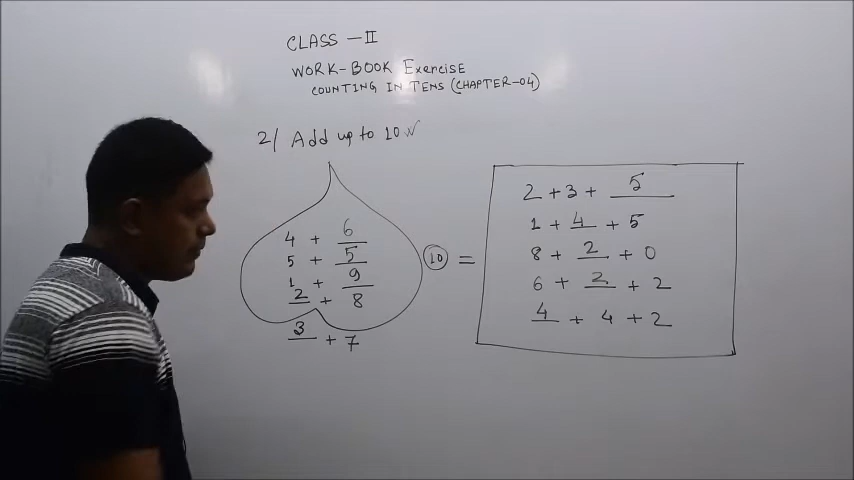 CLASS - II
WORK-BOOK Exercise
COUNTING IN TENS (CHAPTER-04)
2/ Add up to 10 ✓
4 + 6
5 + 5
1 + 9
2 + 8
3 + 7
10 =
2 + 3 + 5
1 + 4 + 5
8 + 2 + 0
6 + 2 + 2
4 + 4 + 2